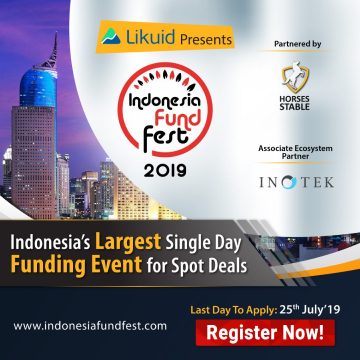 Likuid Presents
Indonesia
Fund
Fest
2019
Partnered by
HORSES
STABLE
Associate Ecosystem
Partner
INOTEK
Indonesia's Largest Single Day
Funding Event for Spot Deals
Last Day To Apply: 25th July'19
www.indonesiafundfest.com
Register Now!